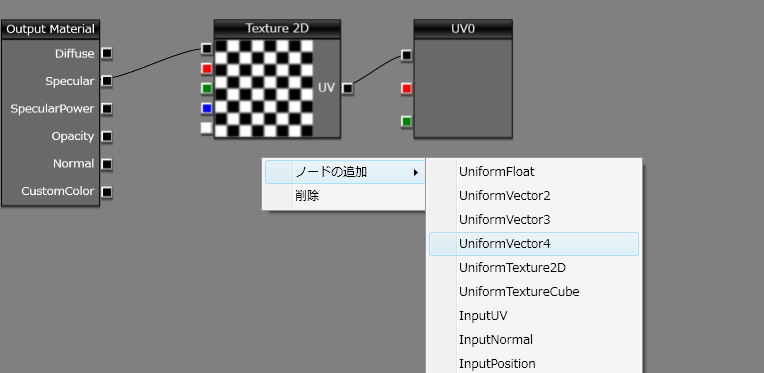 Output Material
Diffuse
Specular
SpecularPower
Opacity
Normal
CustomColor
Texture 2D
UV
UV0
ノードの追加
削除
UniformFloat
UniformVector2
UniformVector3
UniformVector4
UniformTexture2D
UniformTextureCube
InputUV
InputNormal
InputPosition